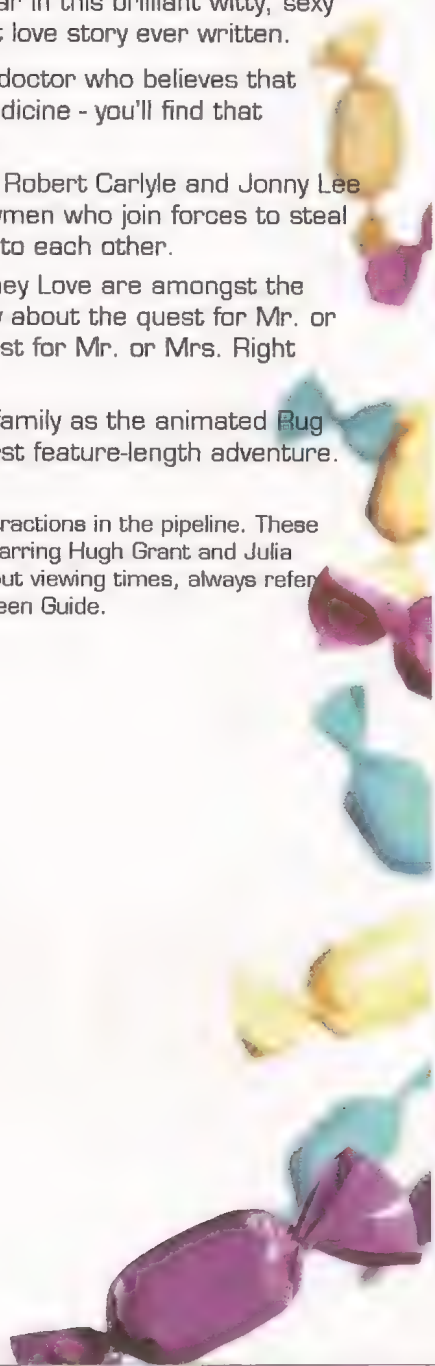 ar in this brilliant witty, sexy
t love story ever written.
doctor who believes that
dicine - you'll find that
Robert Carlyle and Jonny Lee
ymen who join forces to steal
to each other.
ey Love are amongst the
y about the quest for Mr. or
st for Mr. or Mrs. Right
family as the animated Rug
rst feature-length adventure.
ractions in the pipeline. These
arring Hugh Grant and Julia
out viewing times, always refer
een Guide.